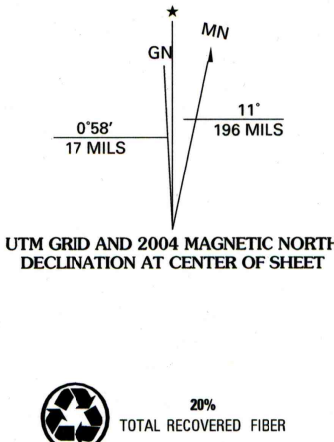 ★
MN
GN
0°58′
17 MILS
11°
196 MILS
UTM GRID AND 2004 MAGNETIC NORTH
DECLINATION AT CENTER OF SHEET
20%
TOTAL RECOVERED FIBER